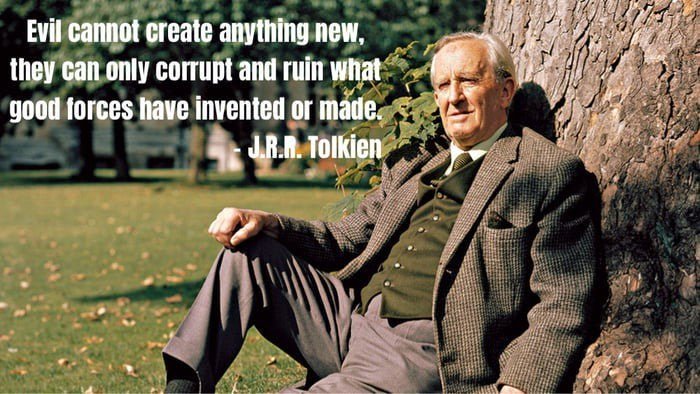 Evil cannot create anything new,
they can only corrupt and ruin what
good forces have invented or made.
- J.R.R. Tolkien